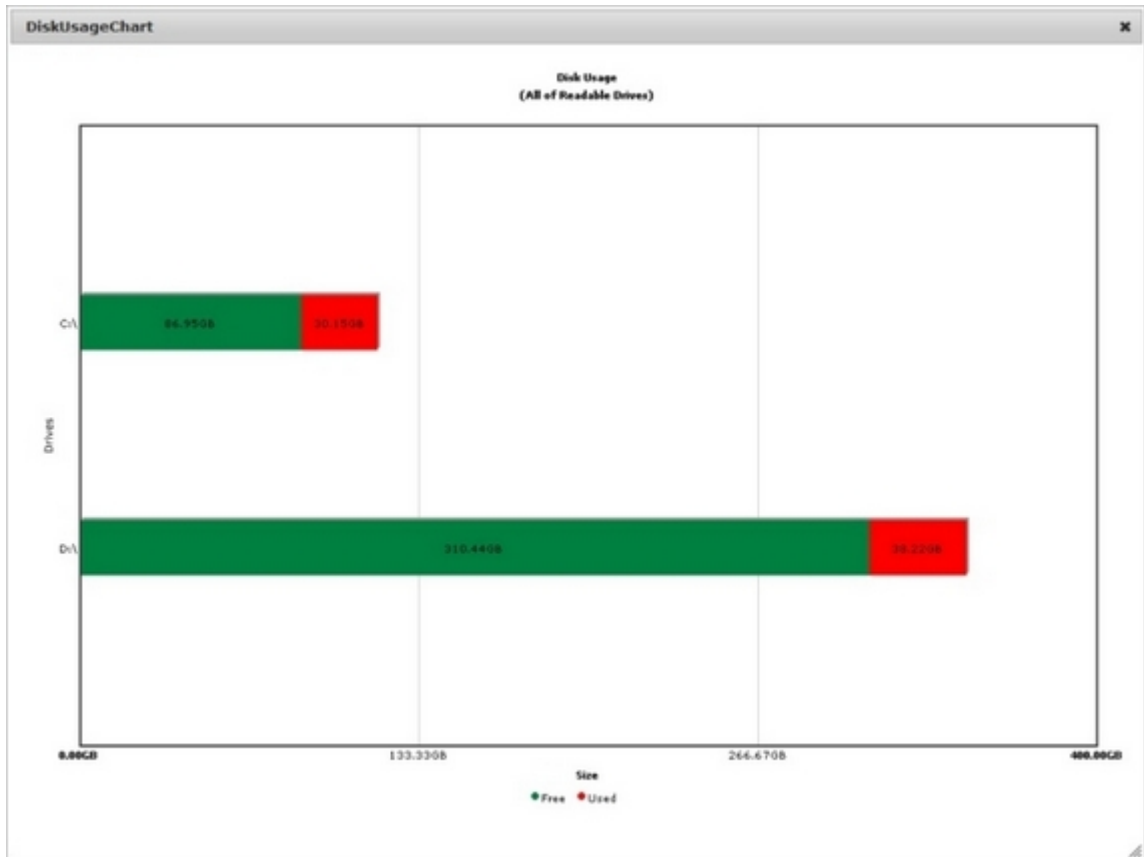 DiskUsageChart
Disk Usage
(All of Readable Drives)
C:\
86.95GB
30.15GB
Drives
D:\
310.44GB
38.22GB
0.00GB
133.33GB
266.67GB
400.00GB
Size
Free
Used